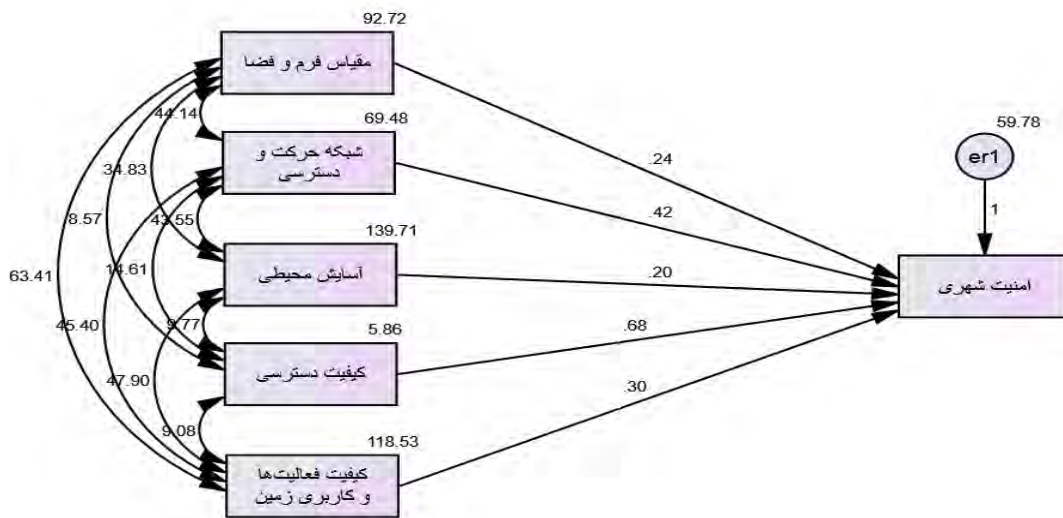 92.72
مقیاس فرم و فضا
44.14
69.48
شبکه حرکت و
دسترسی
59.78
er1
.24
34.83
1
.42
8.57
43.55
139.71
14.61
آسایش محیطی
.20
امنیت شهری
63.41
9.77
5.86
45.40
کیفیت دسترسی
.68
47.90
.30
9.08
118.53
کیفیت فعالیت‌ها
و کاربری زمین